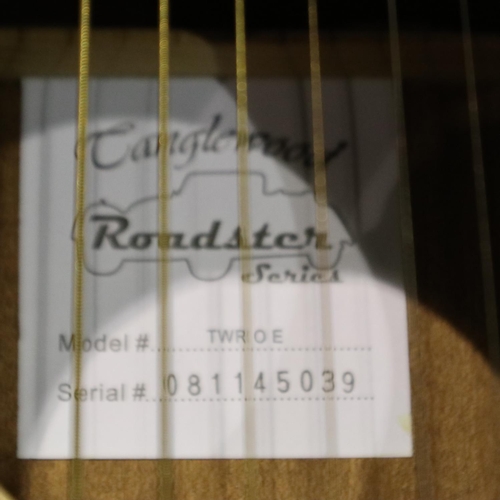 Tanglewood
Roadster
Series
Model # TWR O E
Serial # 081145039